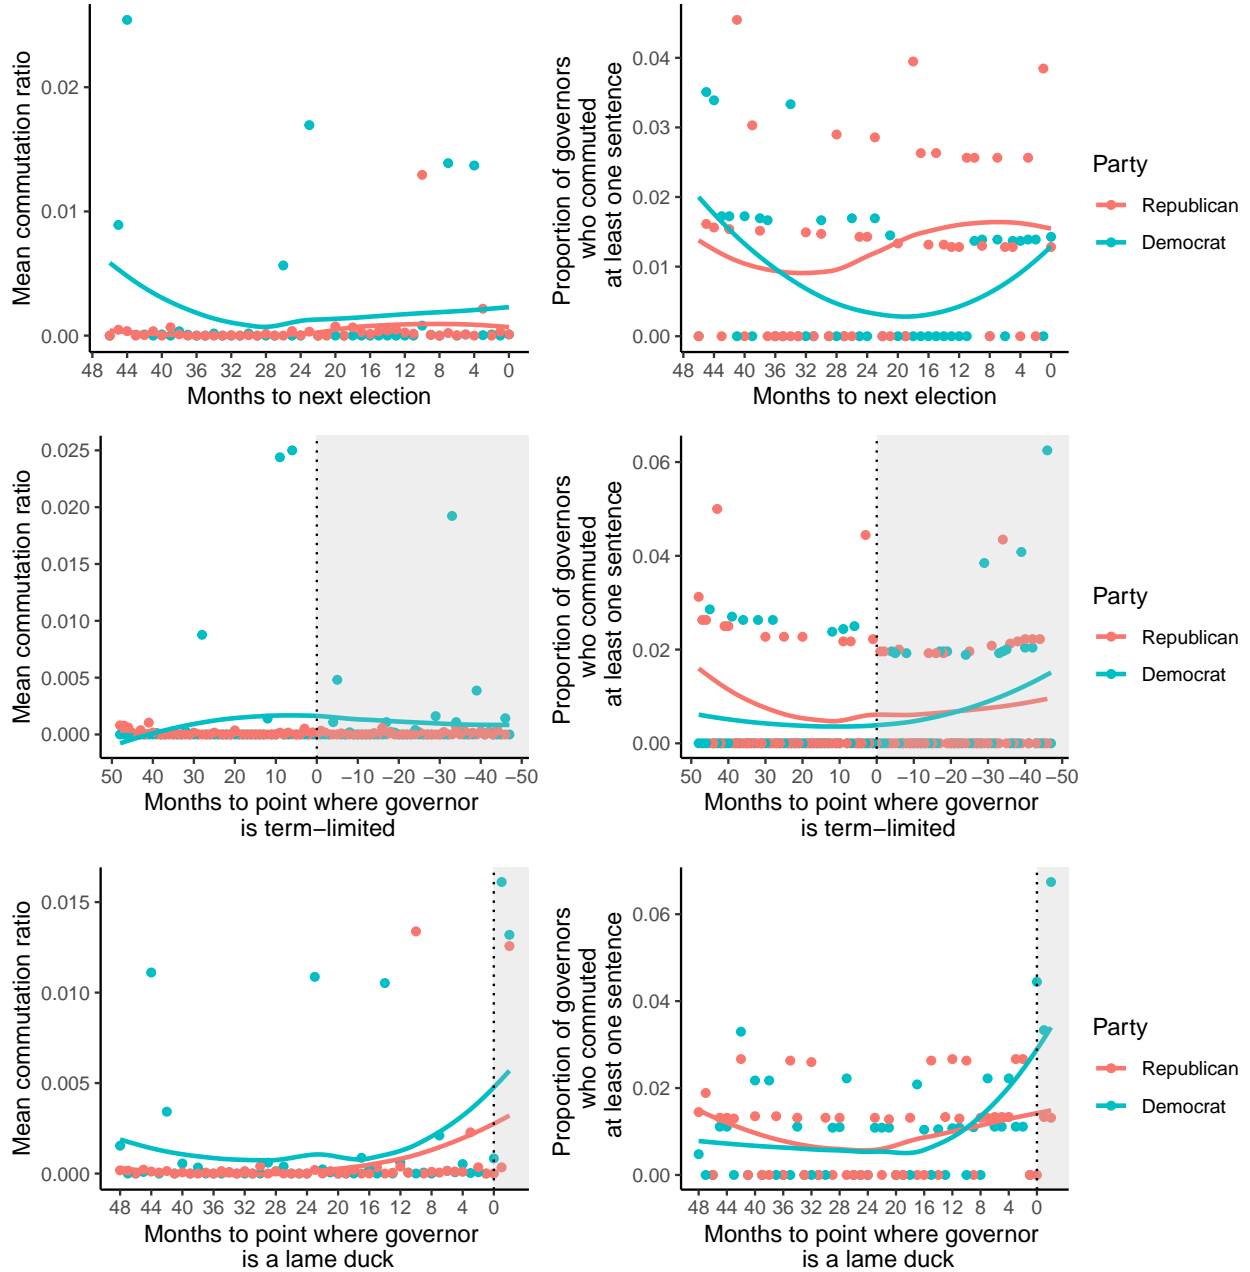 Mean commutation ratio
0.02
0.01
0.00
48 44 40 36 32 28 24 20 16 12 8 4 0
Months to next election
Proportion of governors
who commuted
at least one sentence
0.04
0.03
0.02
0.01
0.00
48 44 40 36 32 28 24 20 16 12 8 4 0
Months to next election
Party
Republican
Democrat
Mean commutation ratio
0.025
0.020
0.015
0.010
0.005
0.000
50 40 30 20 10 0 −10 −20 −30 −40 −50
Months to point where governor
is term−limited
Proportion of governors
who commuted
at least one sentence
0.06
0.04
0.02
0.00
50 40 30 20 10 0 −10 −20 −30 −40 −50
Months to point where governor
is term−limited
Party
Republican
Democrat
Mean commutation ratio
0.015
0.010
0.005
0.000
48 44 40 36 32 28 24 20 16 12 8 4 0
Months to point where governor
is a lame duck
Proportion of governors
who commuted
at least one sentence
0.06
0.04
0.02
0.00
48 44 40 36 32 28 24 20 16 12 8 4 0
Months to point where governor
is a lame duck
Party
Republican
Democrat